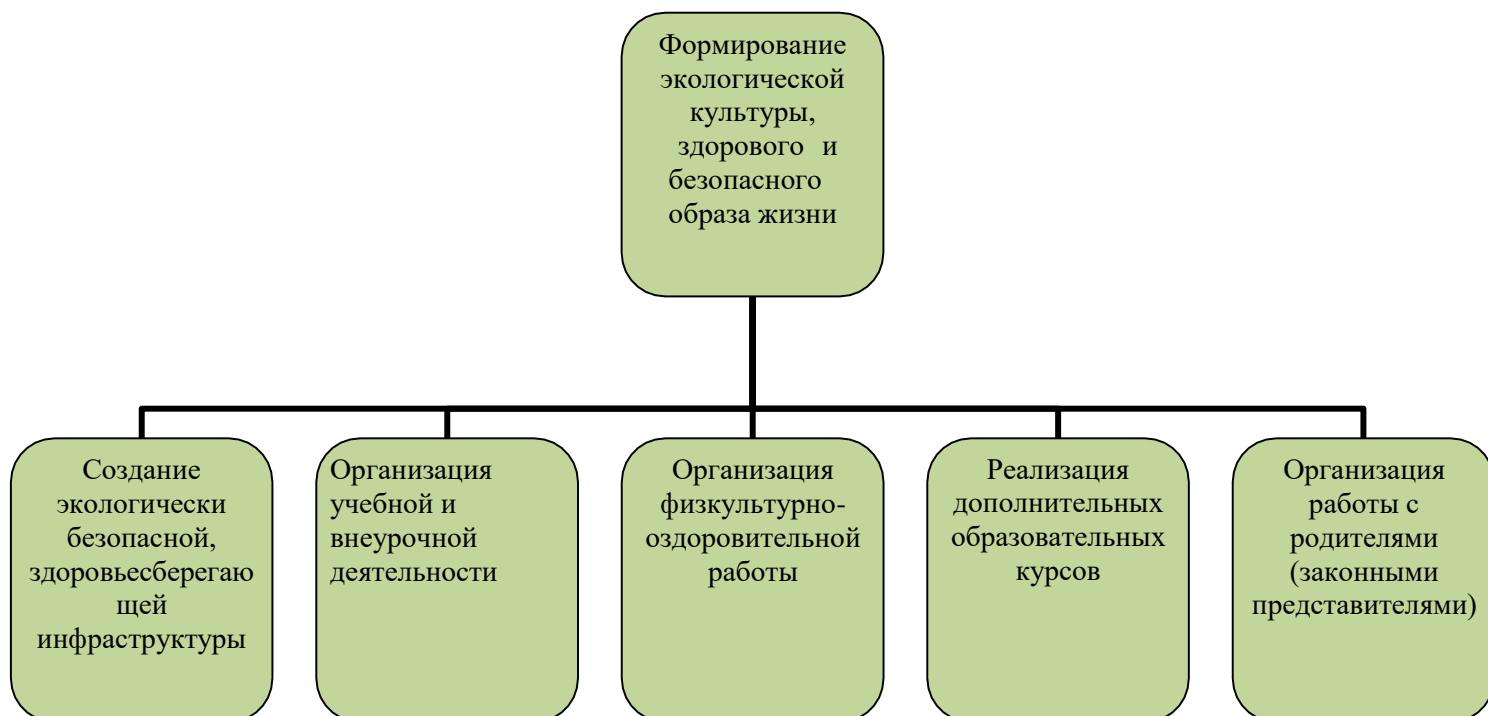 Формирование
экологической
культуры,
здорового и
безопасного
образа жизни
Создание
экологически
безопасной,
здоровьесберегаю
щей
инфраструктуры
Организация
учебной и
внеурочной
деятельности
Организация
физкультурно-
оздоровительной
работы
Реализация
дополнительных
образовательных
курсов
Организация
работы с
родителями
(законными
представителями)